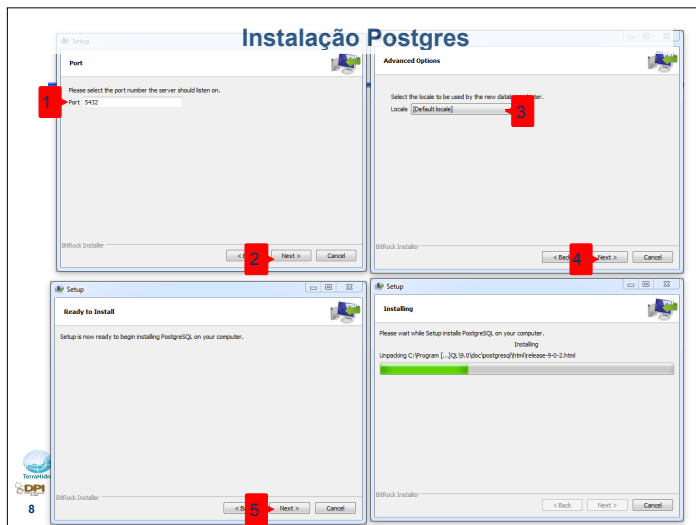 Instalação Postgres
Setup
Port
Please select the port number the server should listen on.
1
Port 5432
BitRock Installer
2
Next >
Cancel
Advanced Options
Select the locale to be used by the new database
Locale [Default locale]
3
BitRock Installer
< Back
4
Next >
Cancel
Setup
Ready to Install
Setup is now ready to begin installing PostgreSQL on your computer.
BitRock Installer
5
Next >
Cancel
Setup
Installing
Please wait while Setup installs PostgreSQL on your computer.
Installing
Unpacking C:\Program [...]QL\9.0\doc\postgresql\html\release-9-0-2.html
BitRock Installer
< Back
Next >
Cancel
TerraHidro
DPI
8